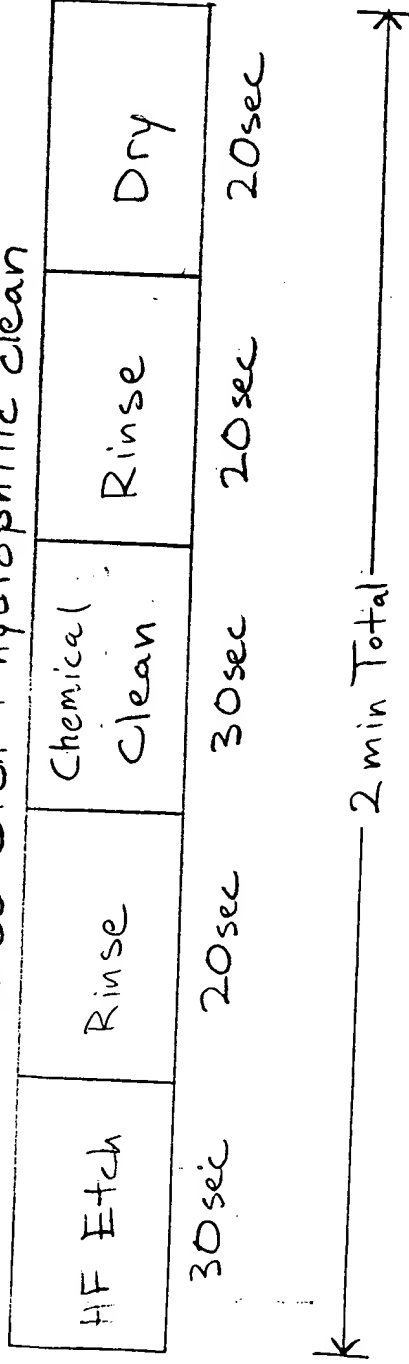 hydrophilic clean
HF Etch Rinse Chemical Clean Rinse Dry
30sec 20sec 30sec 20sec 20sec
2 min Total